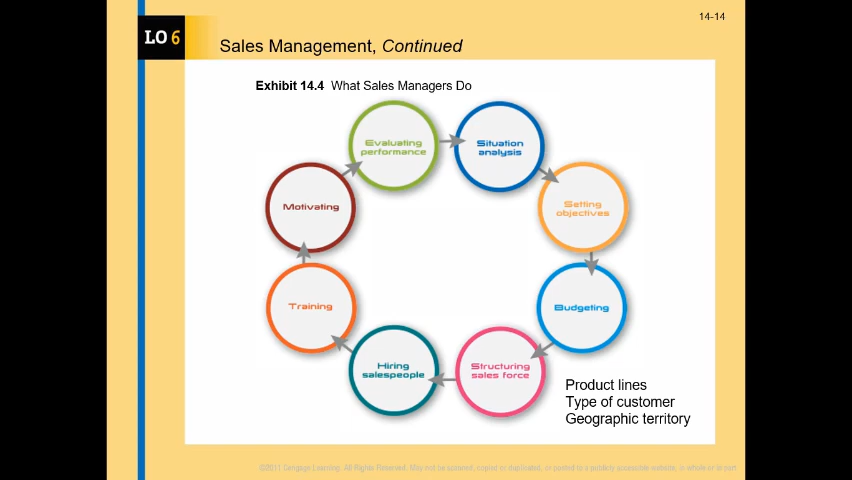 14-14
LO 6
Sales Management, Continued
Exhibit 14.4 What Sales Managers Do
Evaluating
performance
Situation
analysis
Setting
objectives
Budgeting
Structuring
sales force
Hiring
salespeople
Training
Motivating
Product lines
Type of customer
Geographic territory
©2011 Cengage Learning. All Rights Reserved. May not be scanned, copied or duplicated, or posted to a publicly accessible website, in whole or in part.